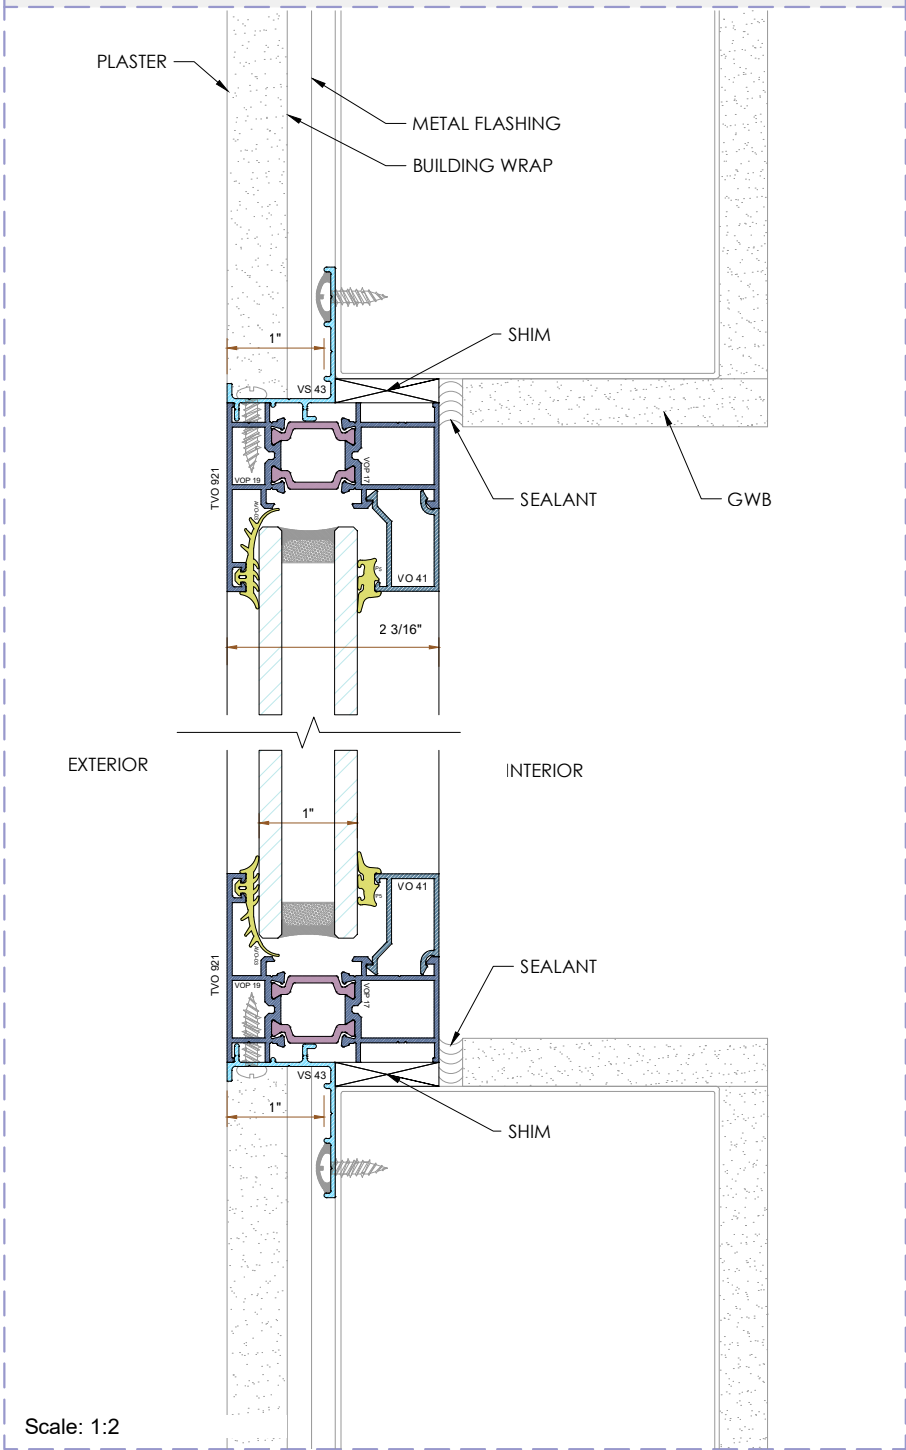 PLASTER
METAL FLASHING
BUILDING WRAP
1"
SHIM
VS 43
TVO 921
VOP 19
VOP 17
SEALANT
GWB
VO 41
2 3/16"
EXTERIOR
INTERIOR
1"
VO 41
TVO 921
VOP 19
VOP 17
SEALANT
VS 43
1"
SHIM
Scale: 1:2